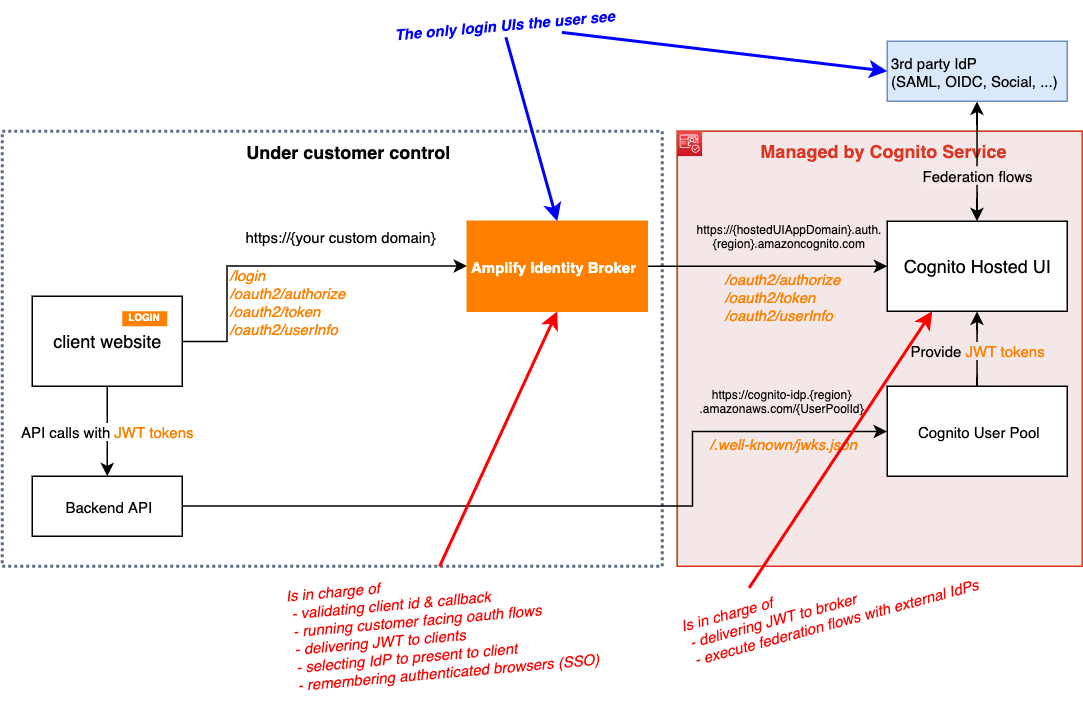 The only login UIs the user see
3rd party IdP
(SAML, OIDC, Social, ...)
Under customer control
Managed by Cognito Service
Federation flows
https://{your custom domain}
/login
/oauth2/authorize
/oauth2/token
/oauth2/userInfo
Amplify Identity Broker
https://{hostedUIAppDomain}.auth.
{region}.amazoncognito.com
/oauth2/authorize
/oauth2/token
/oauth2/userInfo
Cognito Hosted UI
LOGIN
client website
Provide JWT tokens
API calls with JWT tokens
https://cognito-idp.{region}
.amazonaws.com/{UserPoolId}
/.well-known/jwks.json
Cognito User Pool
Backend API
Is in charge of
- validating client id & callback
- running customer facing oauth flows
- delivering JWT to clients
- selecting IdP to present to client
- remembering authenticated browsers (SSO)
Is in charge of
- delivering JWT to broker
- execute federation flows with external IdPs